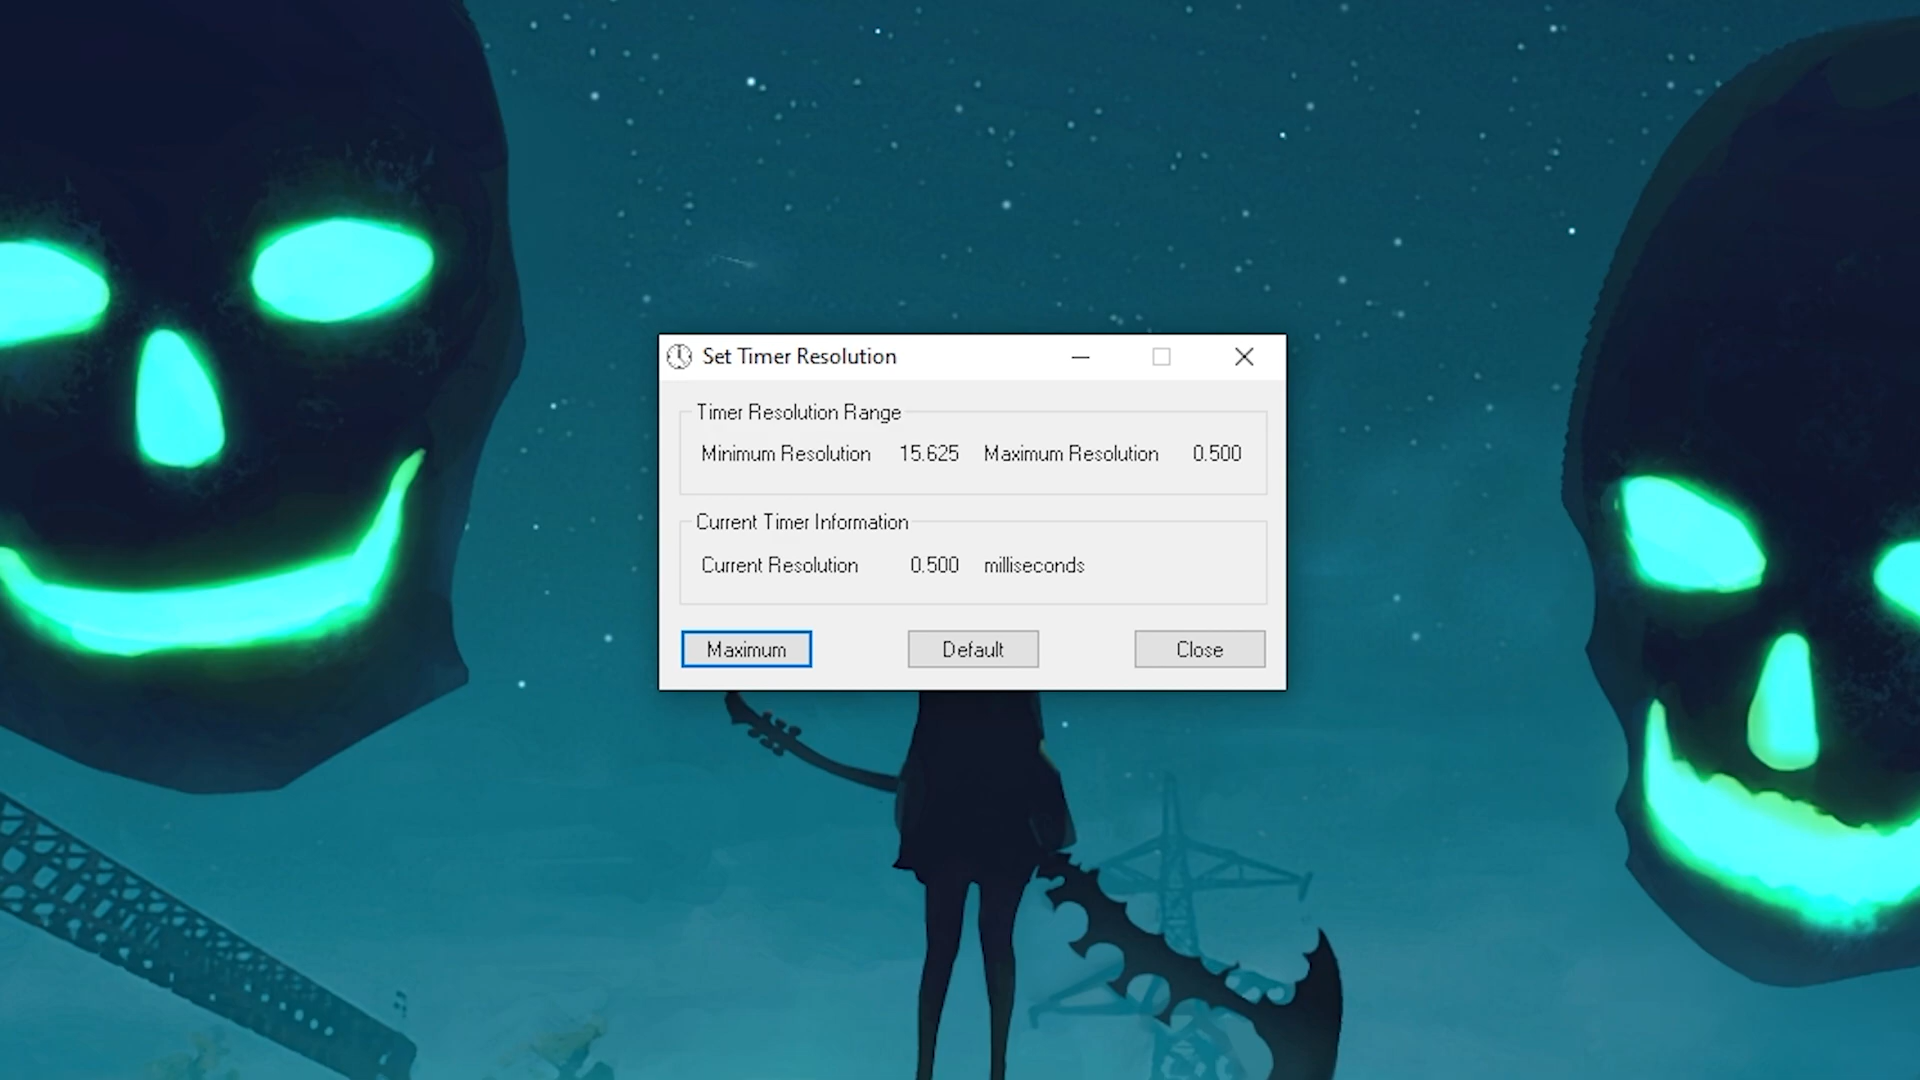 Set Timer Resolution
Timer Resolution Range
Minimum Resolution 15.625 Maximum Resolution 0.500
Current Timer Information
Current Resolution 0.500 milliseconds
Maximum Default Close